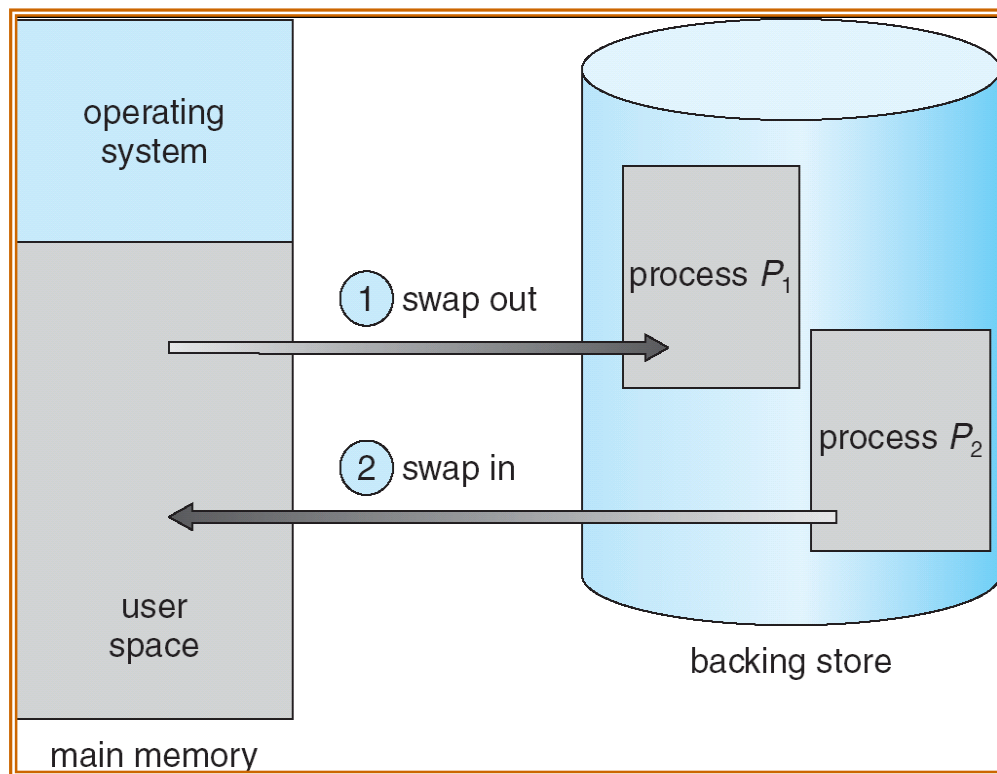 operating
system
1 swap out
process P₁
2 swap in
process P₂
user
space
backing store
main memory